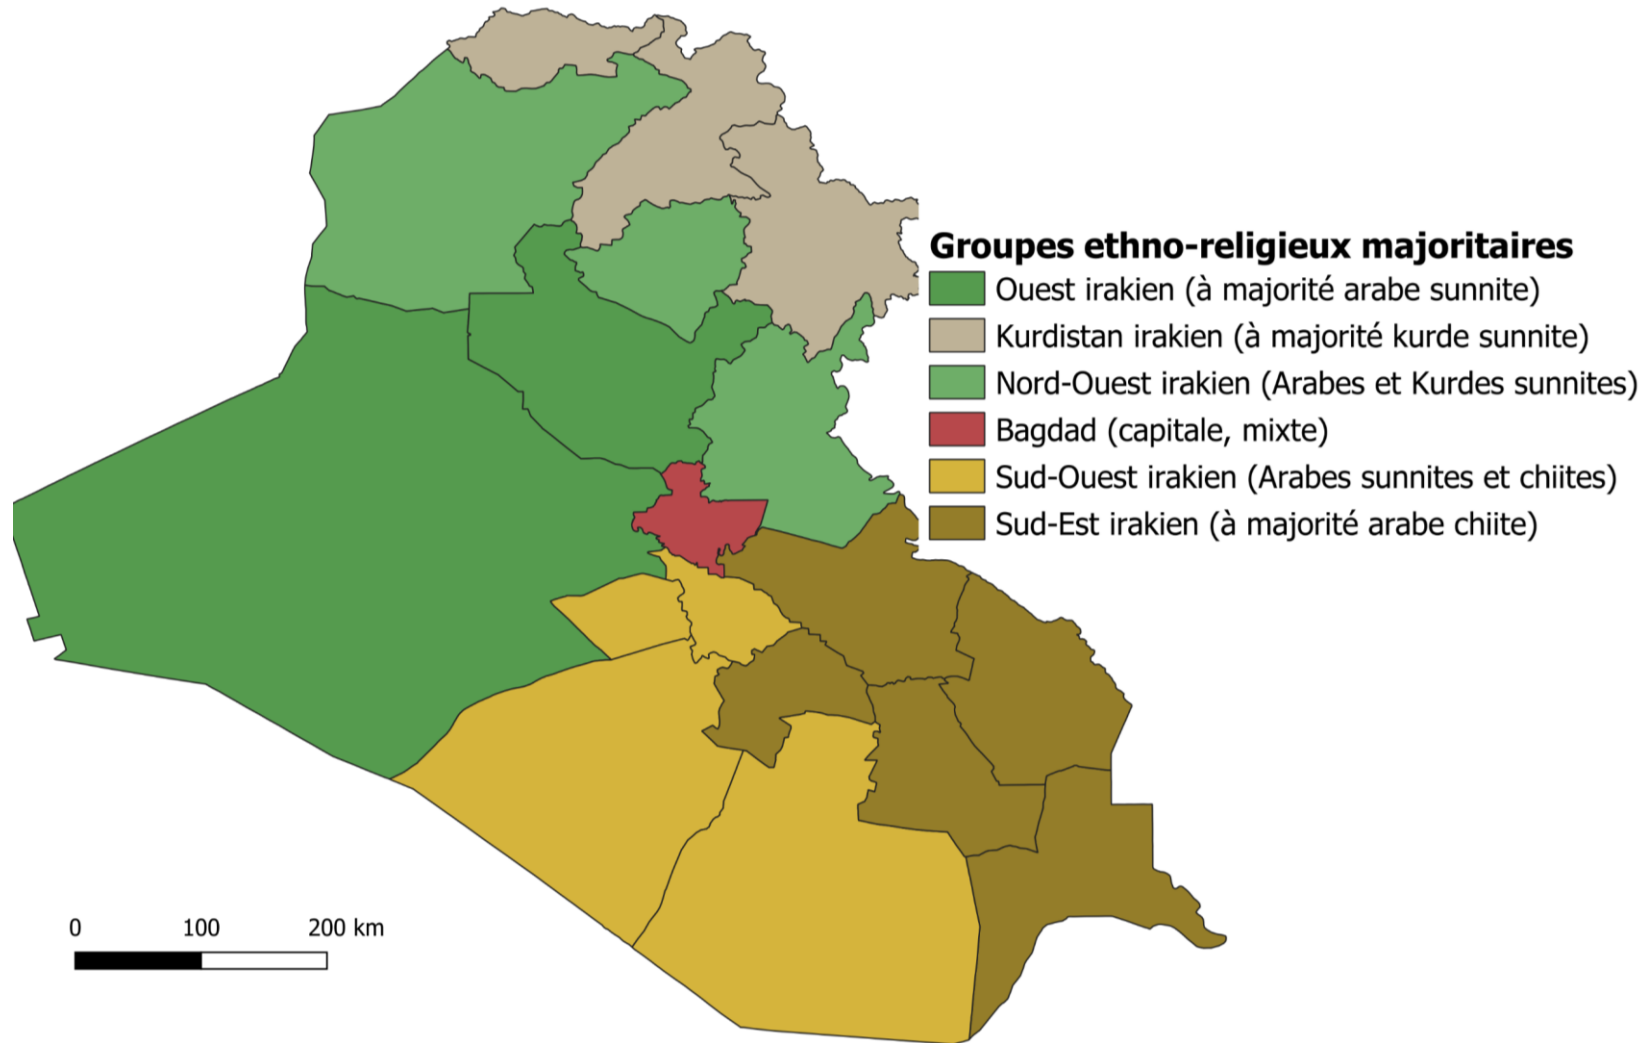 Groupes ethno-religieux majoritaires
Ouest irakien (à majorité arabe sunnite)
Kurdistan irakien (à majorité kurde sunnite)
Nord-Ouest irakien (Arabes et Kurdes sunnites)
Bagdad (capitale, mixte)
Sud-Ouest irakien (Arabes sunnites et chiites)
Sud-Est irakien (à majorité arabe chiite)
0 100 200 km